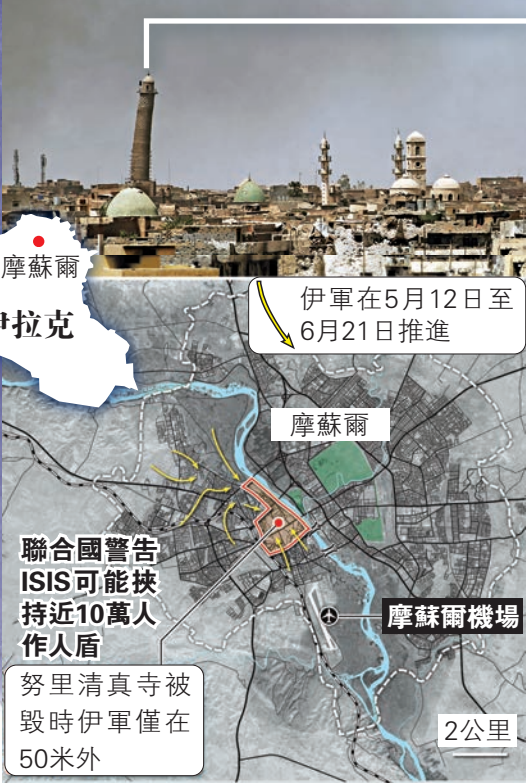 摩蘇爾
伊拉克
伊軍在5月12日至
6月21日推進
摩蘇爾
聯合國警告
ISIS可能挾
持近10萬人
作人盾
摩蘇爾機場
努里清真寺被
毀時伊軍僅在
50米外
2公里